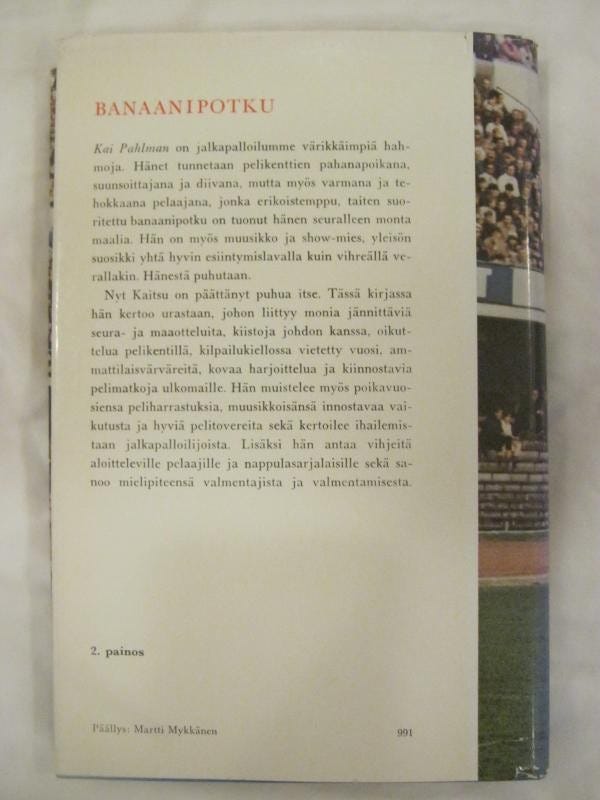 BANAANIPOTKU
Kai Pahlman on jalkapalloilumme värikkäimpiä hah-
moja. Hänet tunnetaan pelikenttien pahanapoikana,
suunsoittajana ja diivana, mutta myös varmana ja te-
hokkaana pelaajana, jonka erikoistemppu, taiten suo-
ritettu banaanipotku on tuonut hänen seuralleen monta
maalia. Hän on myös muusikko ja show-mies, yleisön
suosikki yhtä hyvin esiintymislavalla kuin vihreällä ve-
rallakin. Hänestä puhutaan.
Nyt Kaitsu on päättänyt puhua itse. Tässä kirjassa
hän kertoo urastaan, johon liittyy monia jännittäviä
seura- ja maaotteluita, kiistoja johdon kanssa, oikut-
telua pelikentillä, kilpailukiellossa vietetty vuosi, am-
mattilaisvärväreitä, kovaa harjoittelua ja kiinnostavia
pelimatkoja ulkomaille. Hän muistelee myös poikavuo-
siensa peliharrastuksia, muusikkoisänsä innostavaa vai-
kutusta ja hyviä pelitovereita sekä kertoilee ihailemis-
taan jalkapalloilijoista. Lisäksi hän antaa vihjeitä
aloitteleville pelaajille ja nappulasarjalaisille sekä sa-
noo mielipiteensä valmentajista ja valmentamisesta.
2. painos
Päällys: Martti Mykkänen
991